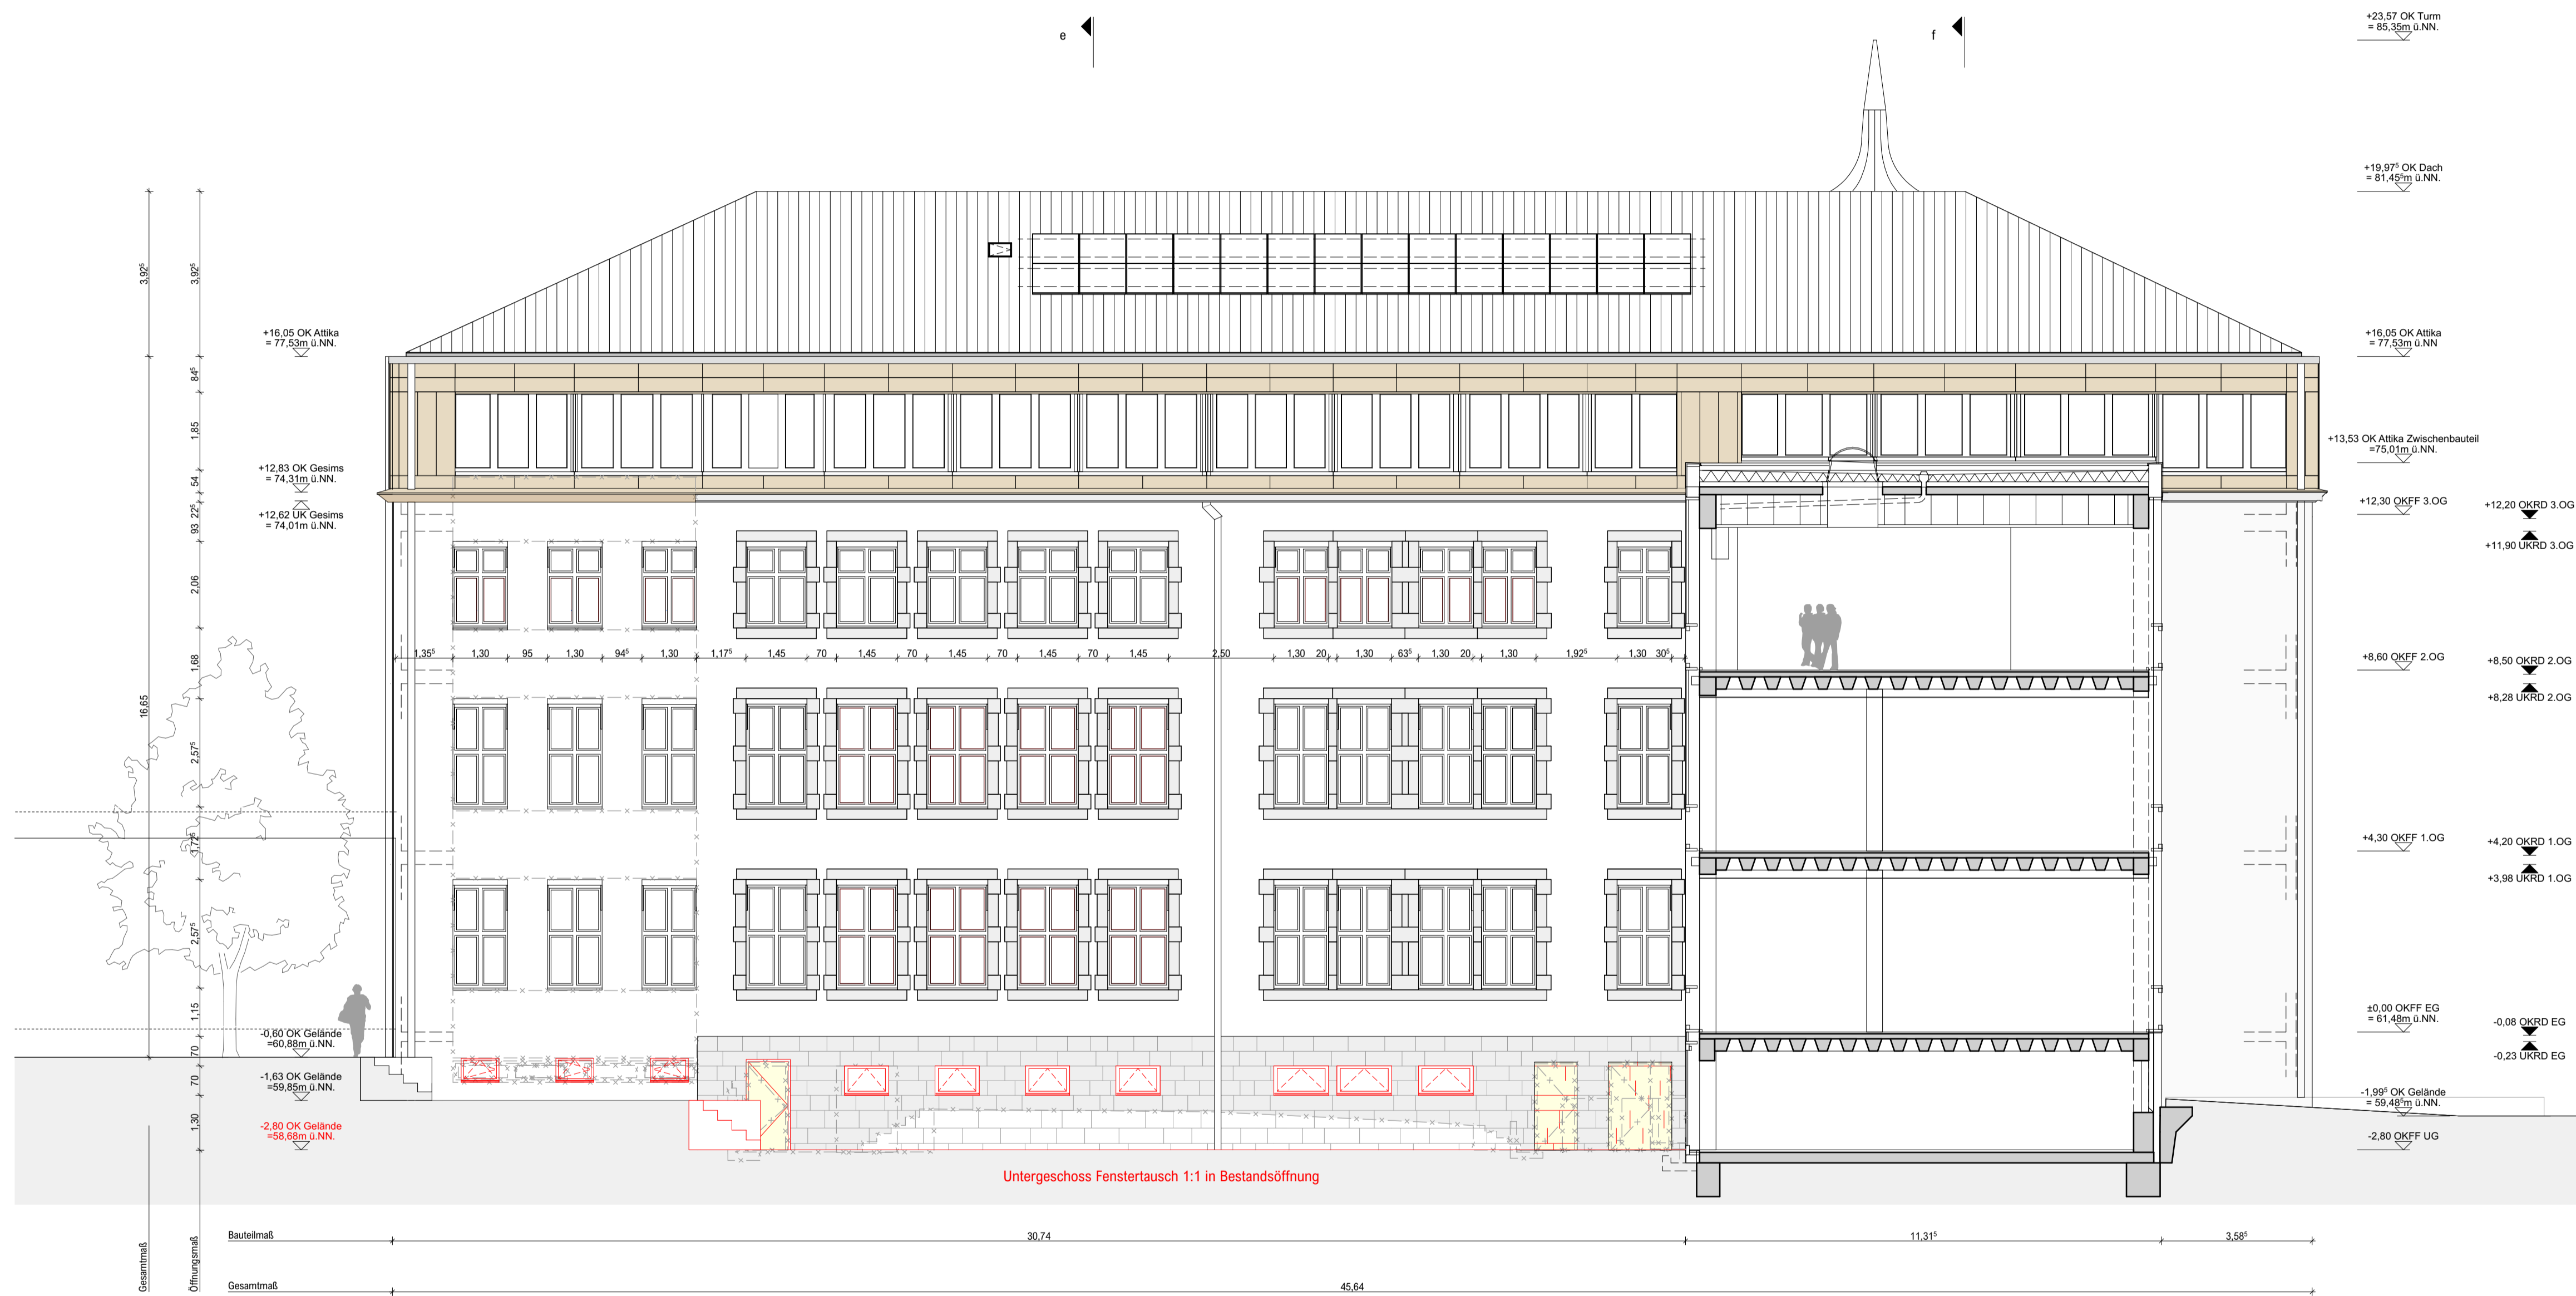 e
f
+23,57 OK Turm
= 85,35m ü.NN.
+19,97⁵ OK Dach
= 81,45⁵m ü.NN.
3,92⁵
3,92⁵
+16,05 OK Attika
= 77,53m ü.NN.
+16,05 OK Attika
= 77,53m ü.NN
84⁵
1,85
+13,53 OK Attika Zwischenbauteil
=75,01m ü.NN.
+12,83 OK Gesims
= 74,31m ü.NN.
54
22⁵
+12,62 UK Gesims
= 74,01m ü.NN.
93
+12,30 OKFF 3.OG
+12,20 OKRD 3.OG
+11,90 UKRD 3.OG
2,06
1,68
1,35⁵ 1,30 95 1,30 94⁵ 1,30 1,17⁵ 1,45 70 1,45 70 1,45 70 1,45 70 1,45 2,50 1,30 20 1,30 63⁵ 1,30 20 1,30 1,92⁵ 1,30 30⁵
+8,60 OKFF 2.OG
+8,50 OKRD 2.OG
+8,28 UKRD 2.OG
16,65
2,57⁵
1,72⁵
+4,30 OKFF 1.OG
+4,20 OKRD 1.OG
+3,98 UKRD 1.OG
2,57⁵
1,15
±0,00 OKFF EG
= 61,48m ü.NN.
-0,08 OKRD EG
-0,23 UKRD EG
-0,60 OK Gelände
=60,88m ü.NN.
70
-1,63 OK Gelände
=59,85m ü.NN.
70
-1,99⁵ OK Gelände
= 59,48⁵m ü.NN.
1,30
-2,80 OK Gelände
=58,68m ü.NN.
-2,80 OKFF UG
Untergeschoss Fenstertausch 1:1 in Bestandsöffnung
Gesamtmaß
Öffnungsmaß
Bauteilmaß
30,74
11,31⁵
3,58⁵
Gesamtmaß
45,64